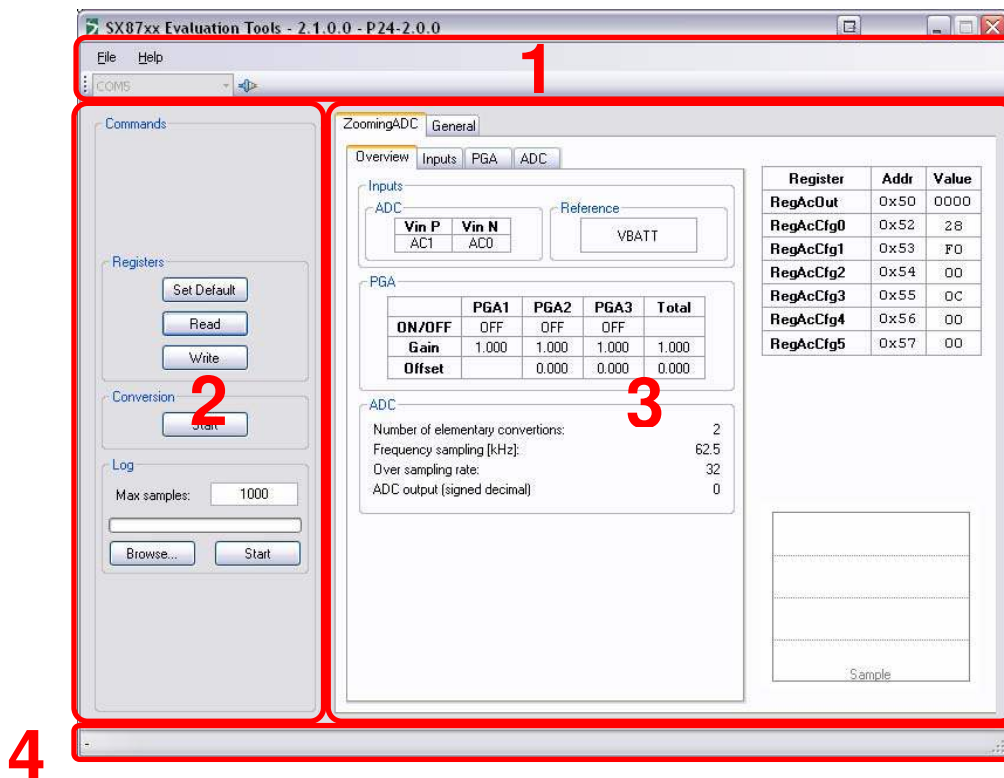 SX87xx Evaluation Tools - 2.1.0.0 - P24-2.0.0
File Help
1
COM5
Commands
Registers
Set Default
Read
Write
Conversion
2
Start
Log
Max samples: 1000
Browse... Start
ZoomingADC General
Overview Inputs PGA ADC
Inputs
ADC
Vin P Vin N
AC1 AC0
Reference
VBATT
PGA
PGA1 PGA2 PGA3 Total
ON/OFF OFF OFF OFF
Gain 1.000 1.000 1.000 1.000
Offset 0.000 0.000 0.000
3
ADC
Number of elementary convertions: 2
Frequency sampling [kHz]: 62.5
Over sampling rate: 32
ADC output (signed decimal) 0
Register Addr Value
RegAcOut 0x50 0000
RegAcCfg0 0x52 28
RegAcCfg1 0x53 F0
RegAcCfg2 0x54 00
RegAcCfg3 0x55 0C
RegAcCfg4 0x56 00
RegAcCfg5 0x57 00
Sample
4
-